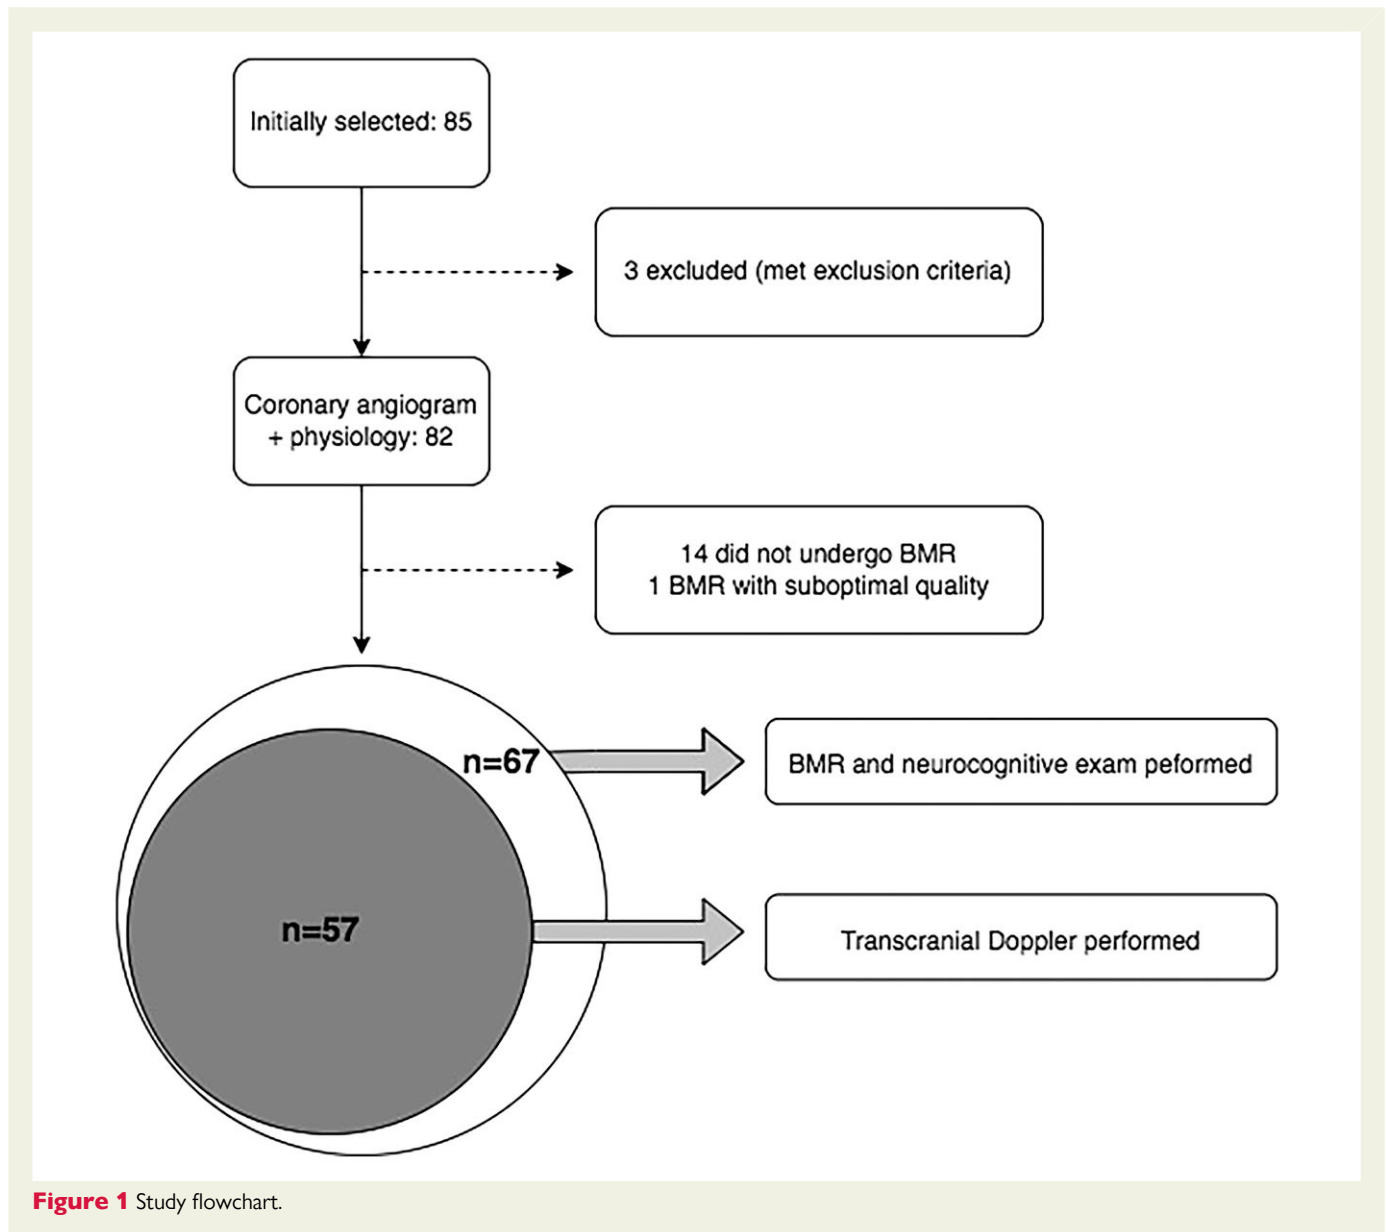 Initially selected: 85
3 excluded (met exclusion criteria)
Coronary angiogram
+ physiology: 82
14 did not undergo BMR
1 BMR with suboptimal quality
n=67
BMR and neurocognitive exam peformed
n=57
Transcranial Doppler performed
Figure 1 Study flowchart.